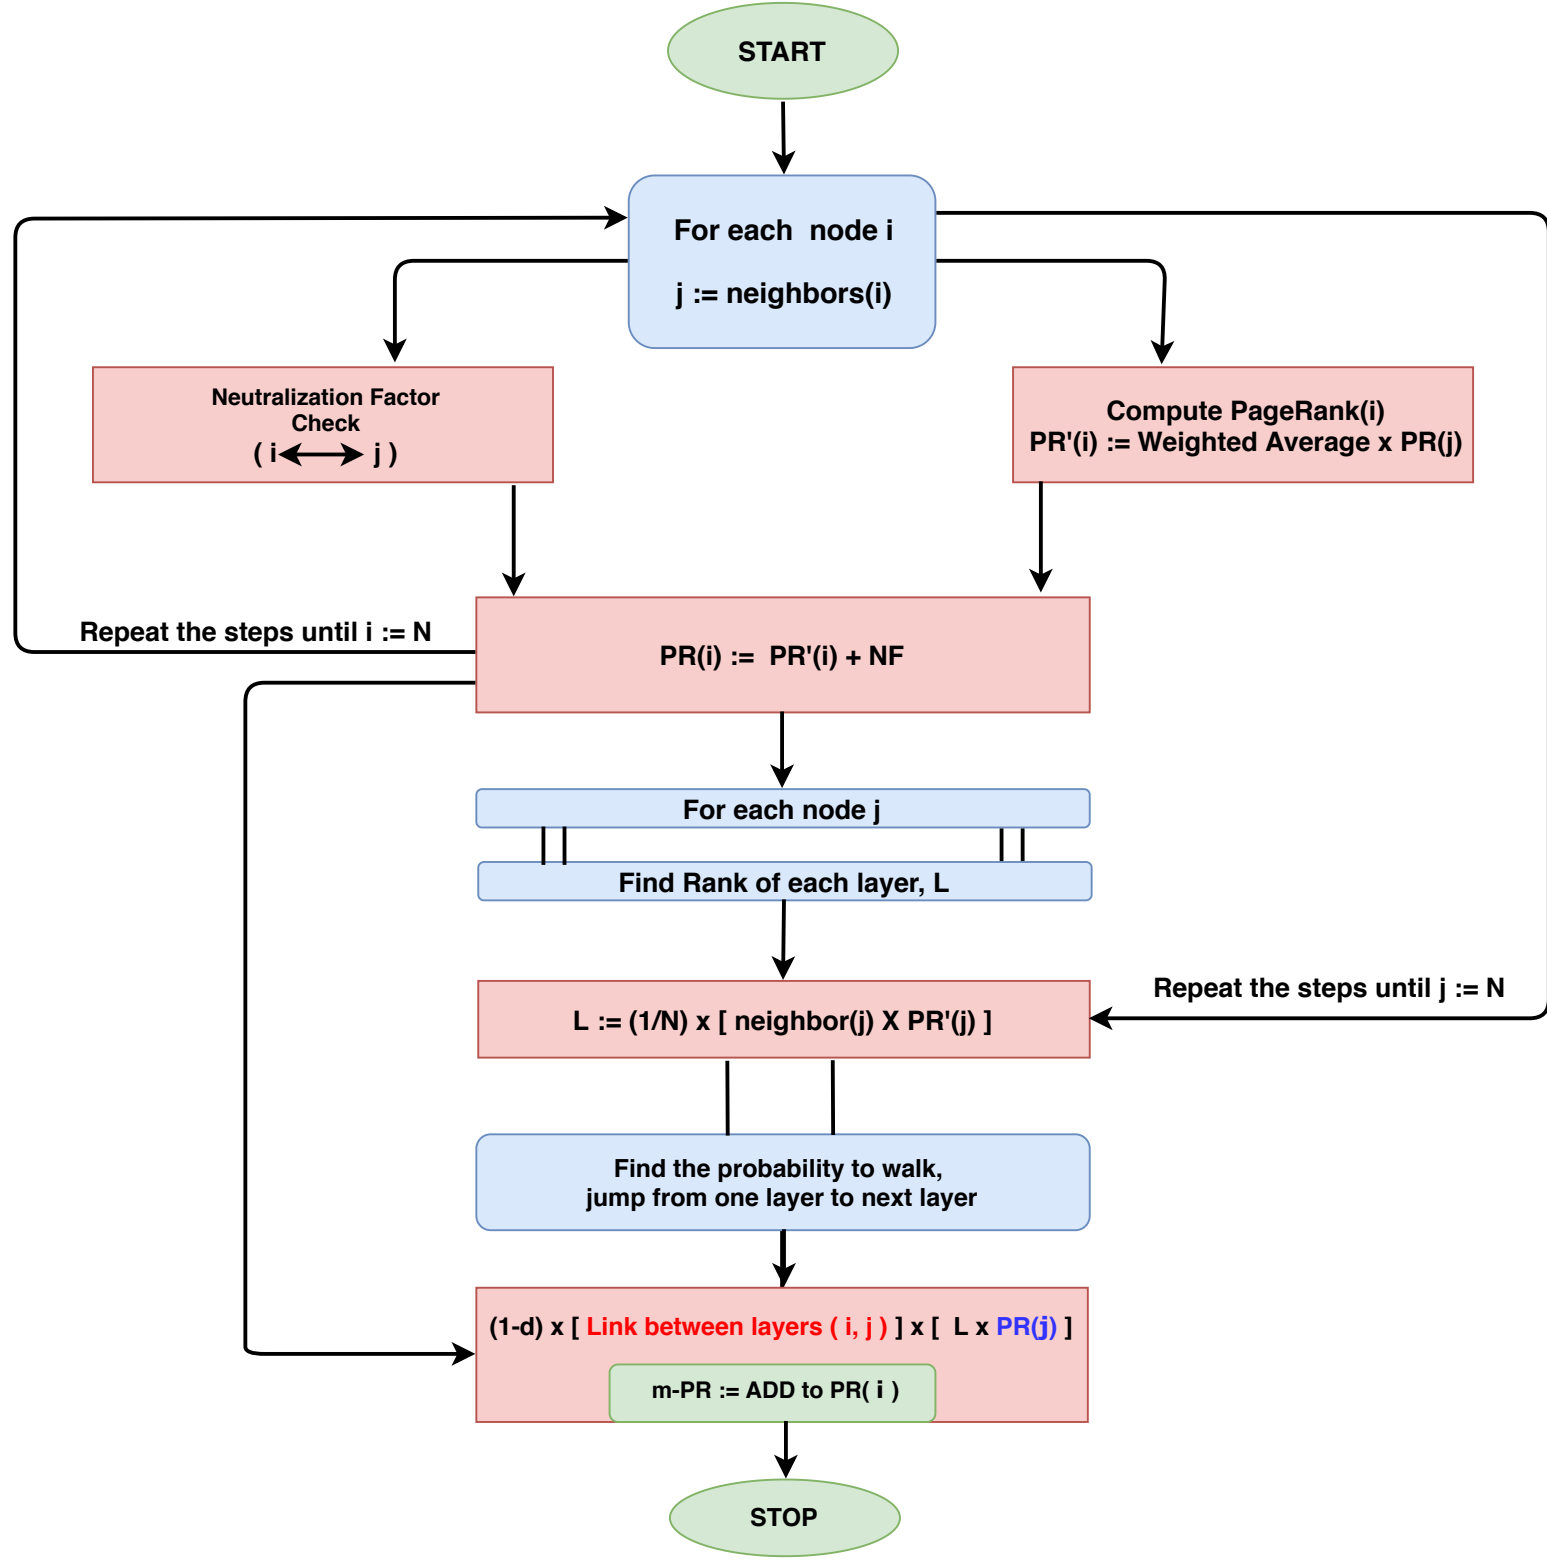 START
For each node i
j := neighbors(i)
Neutralization Factor
Check
( i j )
Compute PageRank(i)
PR'(i) := Weighted Average x PR(j)
Repeat the steps until i := N
PR(i) := PR'(i) + NF
For each node j
Find Rank of each layer, L
Repeat the steps until j := N
L := (1/N) x [ neighbor(j) X PR'(j) ]
Find the probability to walk,
jump from one layer to next layer
(1-d) x [ Link between layers ( i, j ) ] x [ L x PR(j) ]
m-PR := ADD to PR( i )
STOP